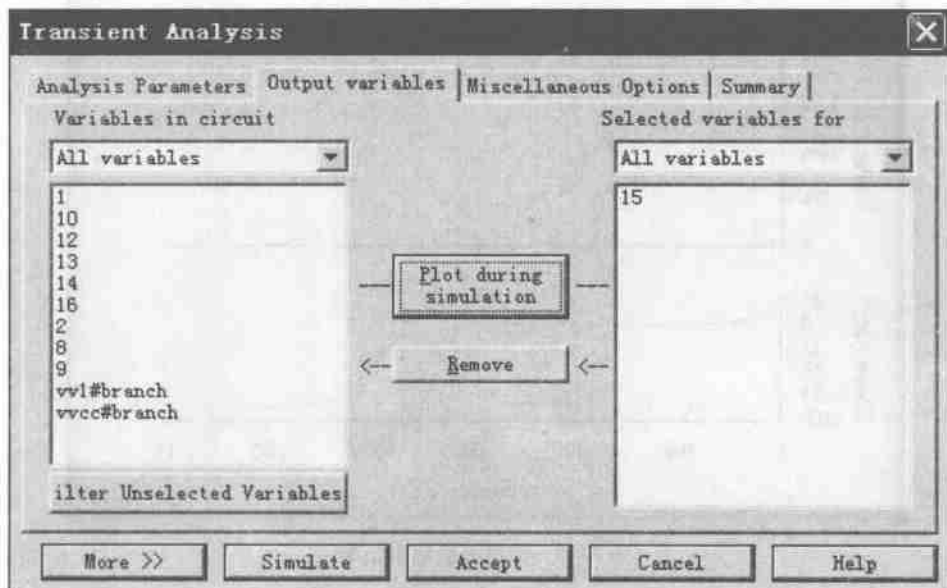 Transient Analysis
Analysis Parameters Output variables Miscellaneous Options Summary
Variables in circuit
All variables
1
10
12
13
14
16
2
8
9
vv1#branch
vvcc#branch
ilter Unselected Variables
Plot during
simulation
Remove
Selected variables for
All variables
15
More >> Simulate Accept Cancel Help